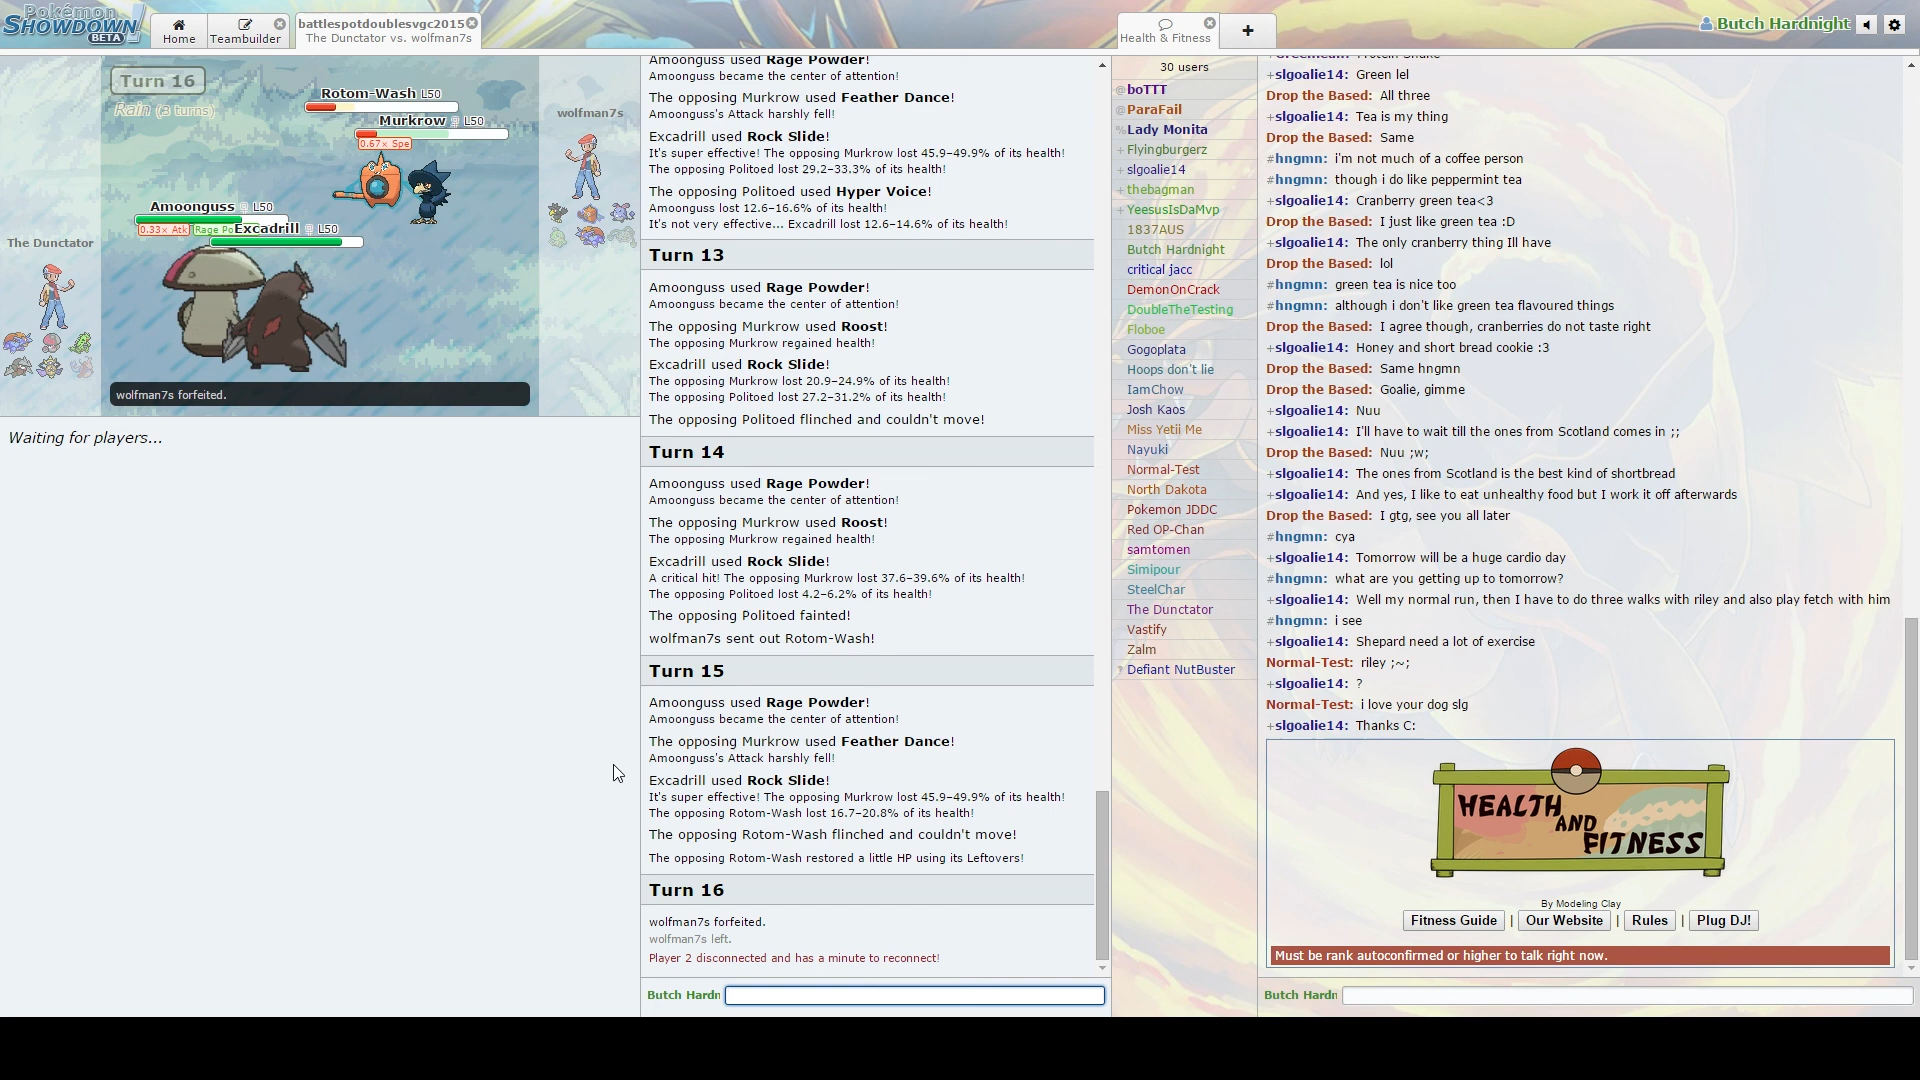 Pokémon
SHOWDOWN!
BETA
Home
Teambuilder
battlespotdoublesvgc2015
The Dunctator vs. wolfman7s
Health & Fitness
+
Butch Hardnight
Turn 16
Rain (3 turns)
Rotom-Wash L50
Murkrow ♀ L50
0.67× Spe
Amoonguss ♀ L50
0.33× Atk
Rage Po
Excadrill ♀ L50
The Dunctator
wolfman7s
wolfman7s forfeited.
Waiting for players...
Amoonguss used Rage Powder!
Amoonguss became the center of attention!
The opposing Murkrow used Feather Dance!
Amoonguss's Attack harshly fell!
Excadrill used Rock Slide!
It's super effective! The opposing Murkrow lost 45.9–49.9% of its health!
The opposing Politoed lost 29.2–33.3% of its health!
The opposing Politoed used Hyper Voice!
Amoonguss lost 12.6–16.6% of its health!
It's not very effective... Excadrill lost 12.6–14.6% of its health!
Turn 13
Amoonguss used Rage Powder!
Amoonguss became the center of attention!
The opposing Murkrow used Roost!
The opposing Murkrow regained health!
Excadrill used Rock Slide!
The opposing Murkrow lost 20.9–24.9% of its health!
The opposing Politoed lost 27.2–31.2% of its health!
The opposing Politoed flinched and couldn't move!
Turn 14
Amoonguss used Rage Powder!
Amoonguss became the center of attention!
The opposing Murkrow used Roost!
The opposing Murkrow regained health!
Excadrill used Rock Slide!
A critical hit! The opposing Murkrow lost 37.6–39.6% of its health!
The opposing Politoed lost 4.2–6.2% of its health!
The opposing Politoed fainted!
wolfman7s sent out Rotom-Wash!
Turn 15
Amoonguss used Rage Powder!
Amoonguss became the center of attention!
The opposing Murkrow used Feather Dance!
Amoonguss's Attack harshly fell!
Excadrill used Rock Slide!
It's super effective! The opposing Murkrow lost 45.9–49.9% of its health!
The opposing Rotom-Wash lost 16.7–20.8% of its health!
The opposing Rotom-Wash flinched and couldn't move!
The opposing Rotom-Wash restored a little HP using its Leftovers!
Turn 16
wolfman7s forfeited.
wolfman7s left.
Player 2 disconnected and has a minute to reconnect!
Butch Hardn
30 users
@boTTT
@ParaFail
%Lady Monita
+Flyingburgerz
+slgoalie14
+thebagman
+YeesusIsDaMvp
1837AUS
Butch Hardnight
critical jacc
DemonOnCrack
DoubleTheTesting
Floboe
Gogoplata
Hoops don't lie
IamChow
Josh Kaos
Miss Yetii Me
Nayuki
Normal-Test
North Dakota
Pokemon JDDC
Red OP-Chan
samtomen
Simipour
SteelChar
The Dunctator
Vastify
Zalm
Defiant NutBuster
+slgoalie14: Green lel
Drop the Based: All three
+slgoalie14: Tea is my thing
Drop the Based: Same
#hngmn: i'm not much of a coffee person
#hngmn: though i do like peppermint tea
+slgoalie14: Cranberry green tea<3
Drop the Based: I just like green tea :D
+slgoalie14: The only cranberry thing Ill have
Drop the Based: lol
#hngmn: green tea is nice too
#hngmn: although i don't like green tea flavoured things
Drop the Based: I agree though, cranberries do not taste right
+slgoalie14: Honey and short bread cookie :3
Drop the Based: Same hngmn
Drop the Based: Goalie, gimme
+slgoalie14: Nuu
+slgoalie14: I'll have to wait till the ones from Scotland comes in ;;
Drop the Based: Nuu ;w;
+slgoalie14: The ones from Scotland is the best kind of shortbread
+slgoalie14: And yes, I like to eat unhealthy food but I work it off afterwards
Drop the Based: I gtg, see you all later
#hngmn: cya
+slgoalie14: Tomorrow will be a huge cardio day
#hngmn: what are you getting up to tomorrow?
+slgoalie14: Well my normal run, then I have to do three walks with riley and also play fetch with him
#hngmn: i see
+slgoalie14: Shepard need a lot of exercise
Normal-Test: riley ;~;
+slgoalie14: ?
Normal-Test: i love your dog slg
+slgoalie14: Thanks C:
HEALTH
AND
FITNESS
By Modeling Clay
Fitness Guide | Our Website | Rules | Plug DJ!
Must be rank autoconfirmed or higher to talk right now.
Butch Hardn